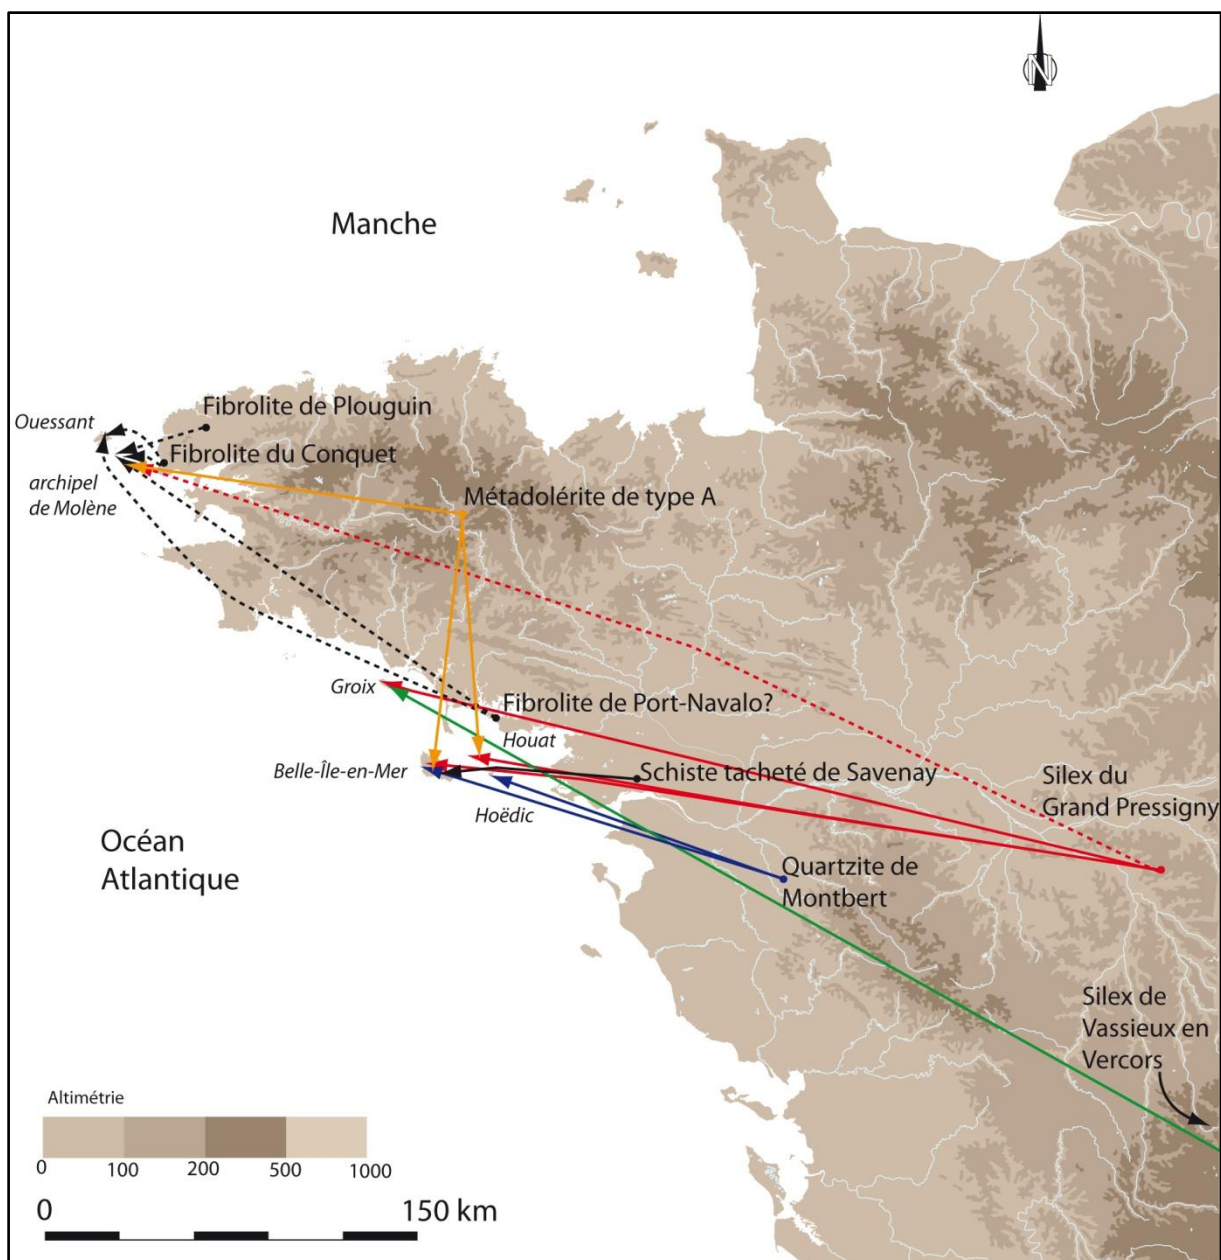 N
Manche
Ouessant
Fibrolite de Plouguin
Fibrolite du Conquet
archipel
de Molène
Métadolérite de type A
Groix
Fibrolite de Port-Navalo?
Houat
Belle-Île-en-Mer
Schiste tacheté de Savenay
Silex du
Grand Pressigny
Hoëdic
Océan
Atlantique
Quartzite de
Montbert
Silex de
Vassieux en
Vercors
Altimétrie
0 100 200 500 1000
0 150 km